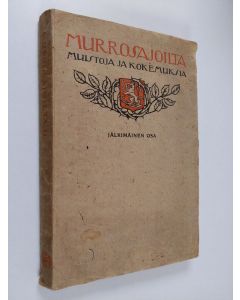 MURROSAJOILTA
MUISTOJA JA KOKEMUKSIA
JÄLKIMÄINEN OSA